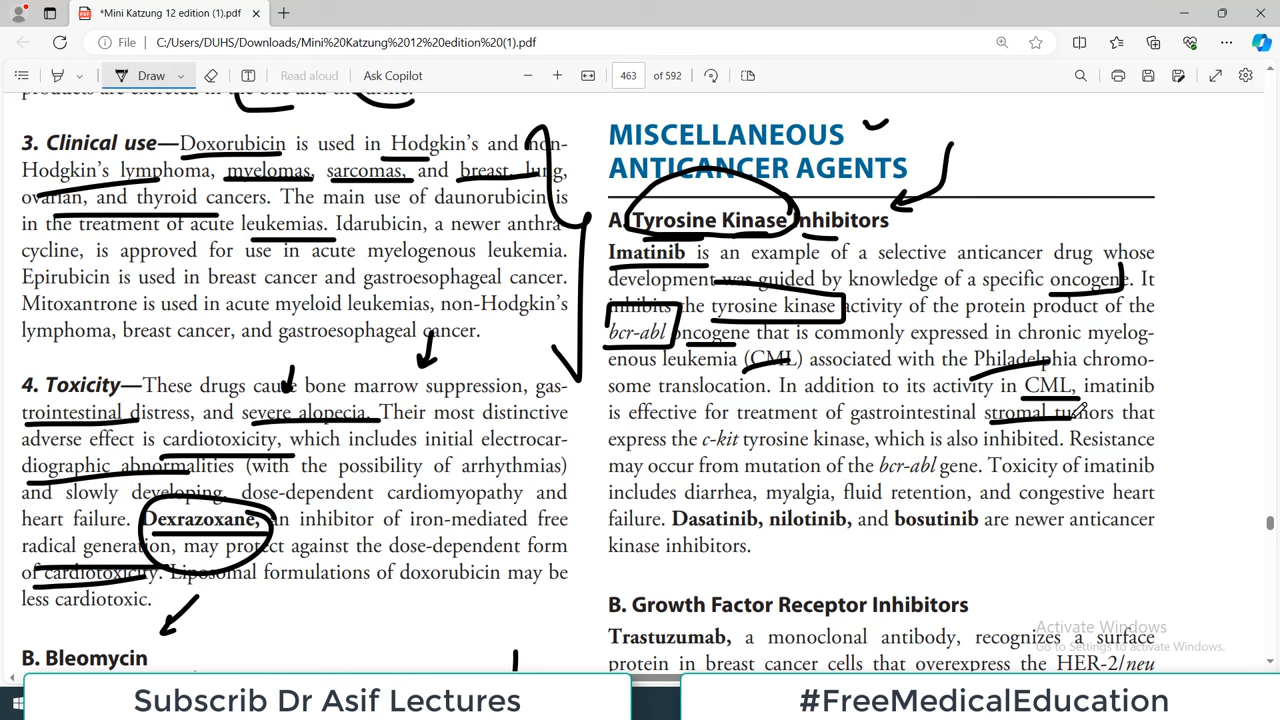 *Mini Katzung 12 edition (1).pdf
File
C:/Users/DUHS/Downloads/Mini%Katzung%2012%20edition%20(1).pdf
Draw
Read aloud
Ask Copilot
463 of 592
products are excreted in the bile and the urine.
3. Clinical use—Doxorubicin is used in Hodgkin's and non-
Hodgkin's lymphoma, myelomas, sarcomas, and breast, lung,
ovarian, and thyroid cancers. The main use of daunorubicin is
in the treatment of acute leukemias. Idarubicin, a newer anthra-
cycline, is approved for use in acute myelogenous leukemia.
Epirubicin is used in breast cancer and gastroesophageal cancer.
Mitoxantrone is used in acute myeloid leukemias, non-Hodgkin's
lymphoma, breast cancer, and gastroesophageal cancer.
4. Toxicity—These drugs cause bone marrow suppression, gas-
trointestinal distress, and severe alopecia. Their most distinctive
adverse effect is cardiotoxicity, which includes initial electrocar-
diographic abnormalities (with the possibility of arrhythmias)
and slowly developing, dose-dependent cardiomyopathy and
heart failure. Dexrazoxane, an inhibitor of iron-mediated free
radical generation, may protect against the dose-dependent form
of cardiotoxicity. Liposomal formulations of doxorubicin may be
less cardiotoxic.
B. Bleomycin
MISCELLANEOUS
ANTICANCER AGENTS
A. Tyrosine Kinase Inhibitors
Imatinib is an example of a selective anticancer drug whose
development was guided by knowledge of a specific oncogene. It
inhibits the tyrosine kinase activity of the protein product of the
bcr-abl oncogene that is commonly expressed in chronic myelog-
enous leukemia (CML) associated with the Philadelphia chromo-
some translocation. In addition to its activity in CML, imatinib
is effective for treatment of gastrointestinal stromal tumors that
express the c-kit tyrosine kinase, which is also inhibited. Resistance
may occur from mutation of the bcr-abl gene. Toxicity of imatinib
includes diarrhea, myalgia, fluid retention, and congestive heart
failure. Dasatinib, nilotinib, and bosutinib are newer anticancer
kinase inhibitors.
B. Growth Factor Receptor Inhibitors
Trastuzumab, a monoclonal antibody, recognizes a surface
protein in breast cancer cells that overexpress the HER-2/neu
Activate Windows
Go to Settings to activate Windows.
Subscrib Dr Asif Lectures
#FreeMedicalEducation